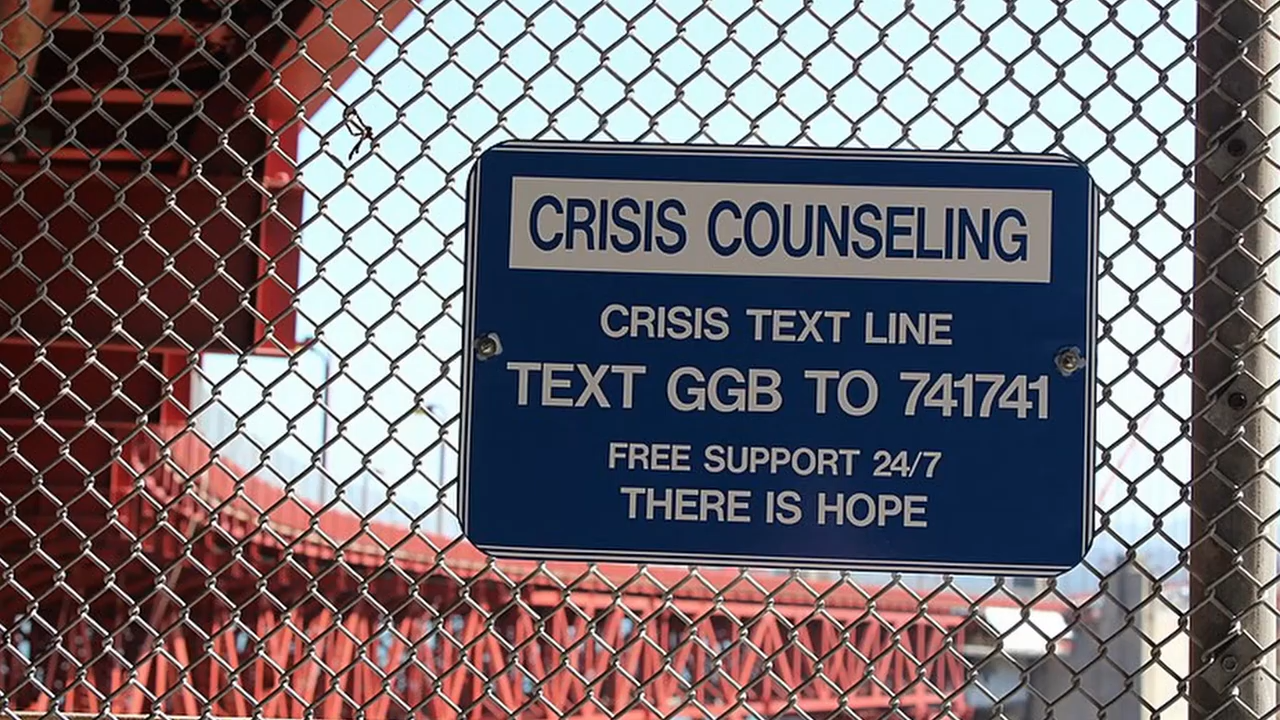 CRISIS COUNSELING
CRISIS TEXT LINE
TEXT GGB TO 741741
FREE SUPPORT 24/7
THERE IS HOPE